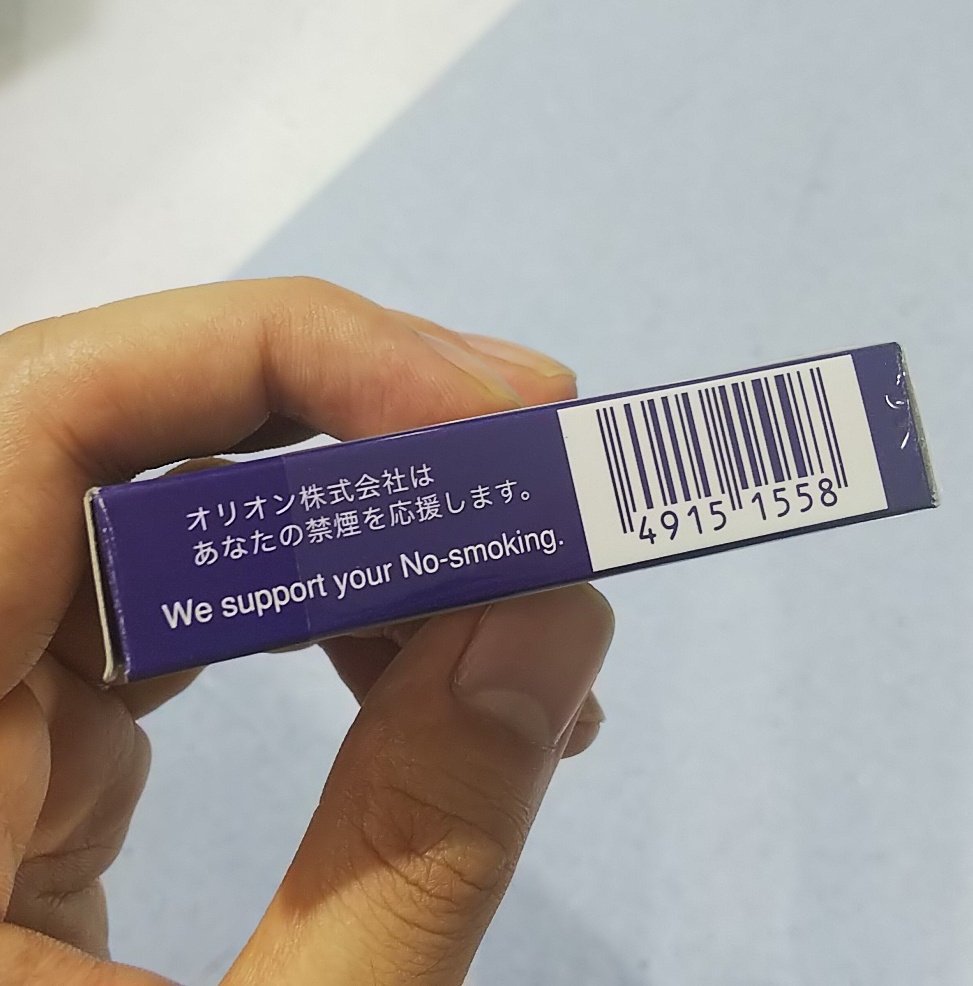 オリオン株式会社は
あなたの禁煙を応援します。
We support your No-smoking.
4915 1558